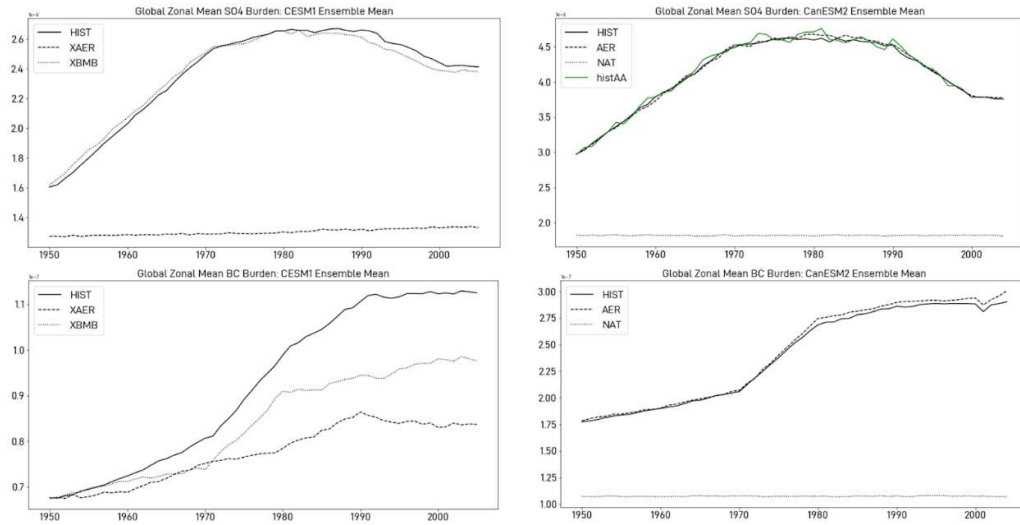 Global Zonal Mean SO4 Burden: CESM1 Ensemble Mean
1e-6
HIST
XAER
XBMB
2.6
2.4
2.2
2.0
1.8
1.6
1.4
1950 1960 1970 1980 1990 2000
Global Zonal Mean SO4 Burden: CanESM2 Ensemble Mean
1e-6
HIST
AER
NAT
histAA
4.5
4.0
3.5
3.0
2.5
2.0
1950 1960 1970 1980 1990 2000
Global Zonal Mean BC Burden: CESM1 Ensemble Mean
1e-7
HIST
XAER
XBMB
1.1
1.0
0.9
0.8
0.7
1950 1960 1970 1980 1990 2000
Global Zonal Mean BC Burden: CanESM2 Ensemble Mean
1e-7
HIST
AER
NAT
3.00
2.75
2.50
2.25
2.00
1.75
1.50
1.25
1.00
1950 1960 1970 1980 1990 2000